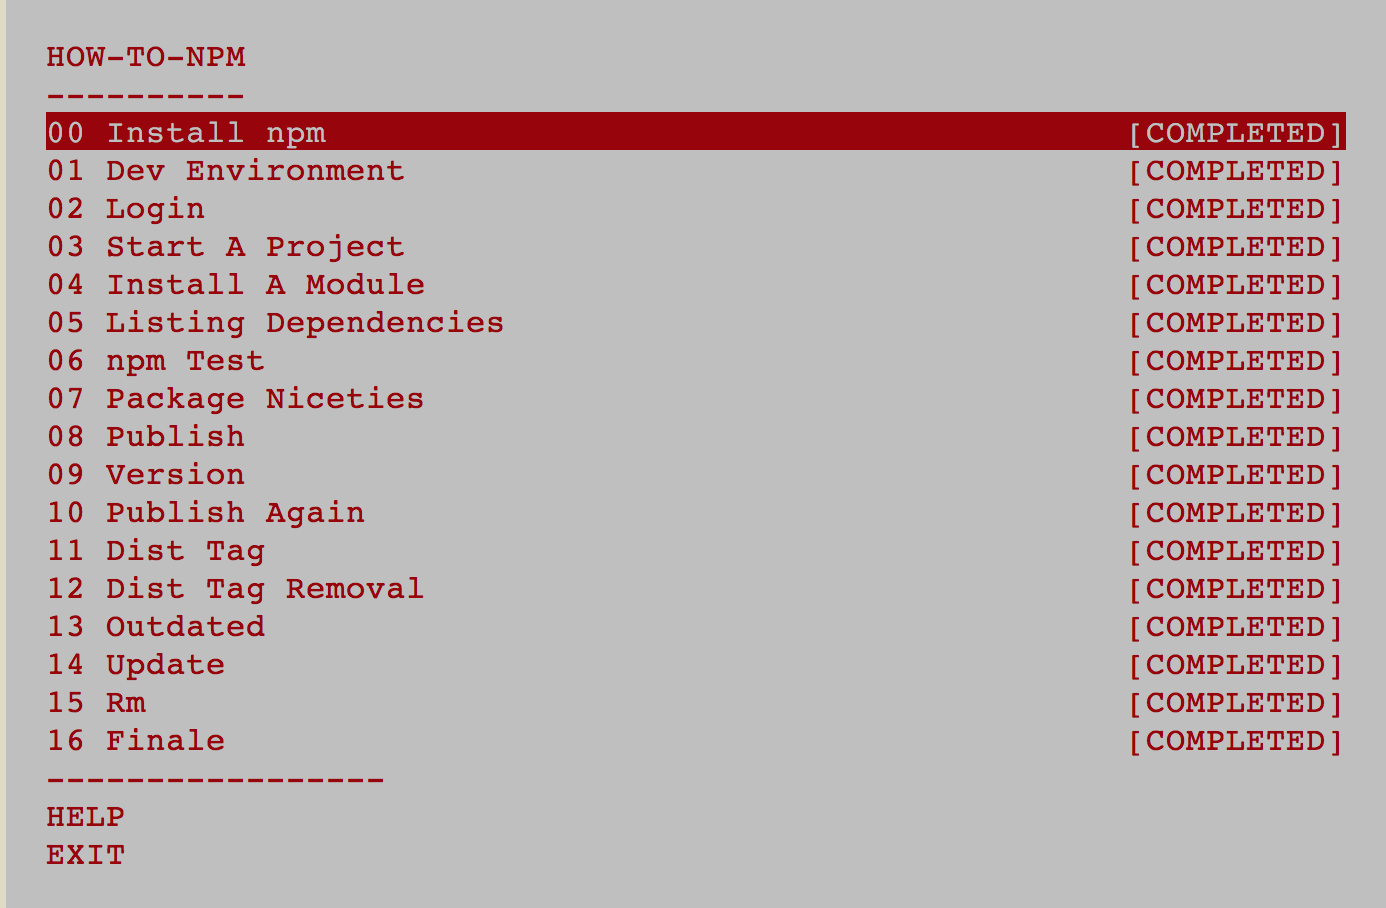 HOW-TO-NPM
----------
00 Install npm [COMPLETED]
01 Dev Environment [COMPLETED]
02 Login [COMPLETED]
03 Start A Project [COMPLETED]
04 Install A Module [COMPLETED]
05 Listing Dependencies [COMPLETED]
06 npm Test [COMPLETED]
07 Package Niceties [COMPLETED]
08 Publish [COMPLETED]
09 Version [COMPLETED]
10 Publish Again [COMPLETED]
11 Dist Tag [COMPLETED]
12 Dist Tag Removal [COMPLETED]
13 Outdated [COMPLETED]
14 Update [COMPLETED]
15 Rm [COMPLETED]
16 Finale [COMPLETED]
-----------------
HELP
EXIT